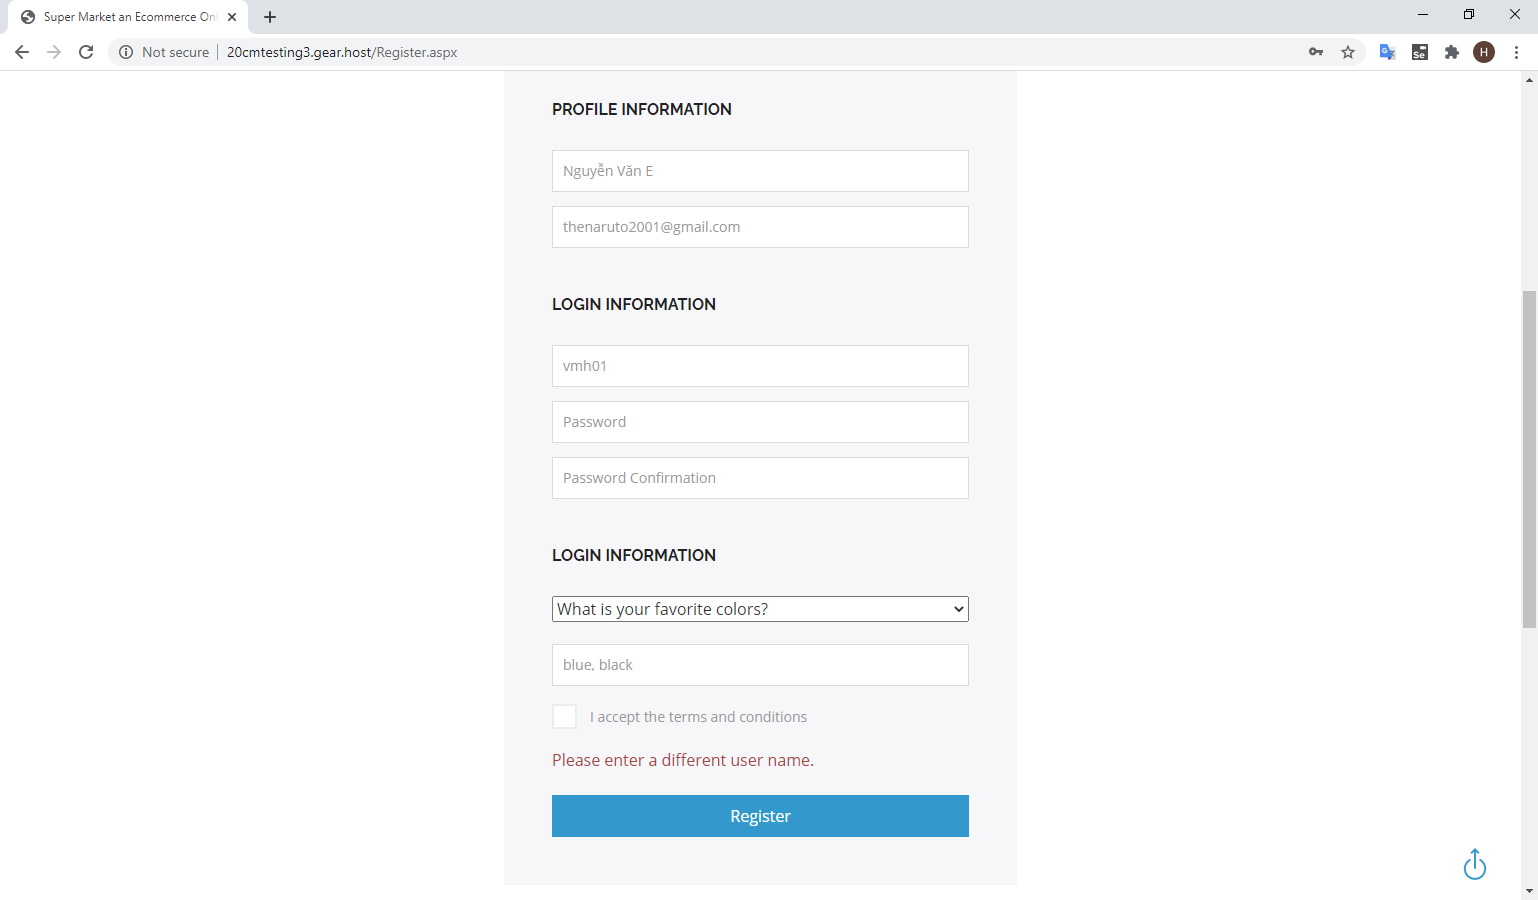 Super Market an Ecommerce Onl
Not secure
20cmtesting3.gear.host/Register.aspx
Se
H
PROFILE INFORMATION
Nguyễn Văn E
thenaruto2001@gmail.com
LOGIN INFORMATION
vmh01
Password
Password Confirmation
LOGIN INFORMATION
What is your favorite colors?
blue, black
I accept the terms and conditions
Please enter a different user name.
Register